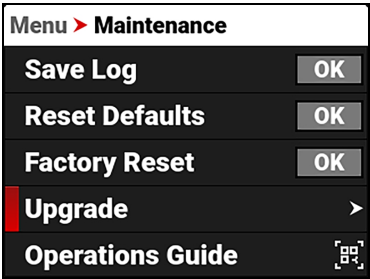 Menu > Maintenance
Save Log OK
Reset Defaults OK
Factory Reset OK
Upgrade >
Operations Guide